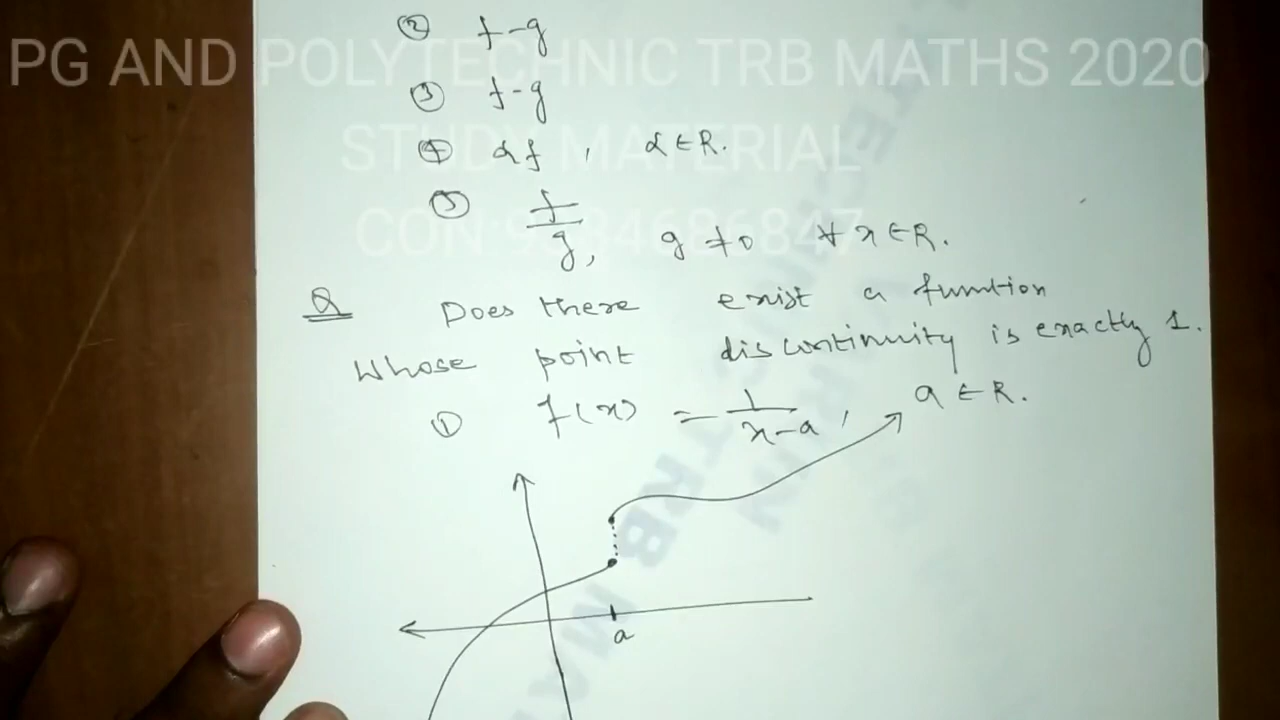 ② f-g
PG AND POLYTECHNIC TRB MATHS 2020
③ f-g
STUDY MATERIAL
④ αf , α∈R.
⑤ f/g, g≠0 ∀ x∈R.
Q Does there exist a function
Whose point discontinuity is exactly 1.
① f(x) = 1/(x-a), a∈R.
a